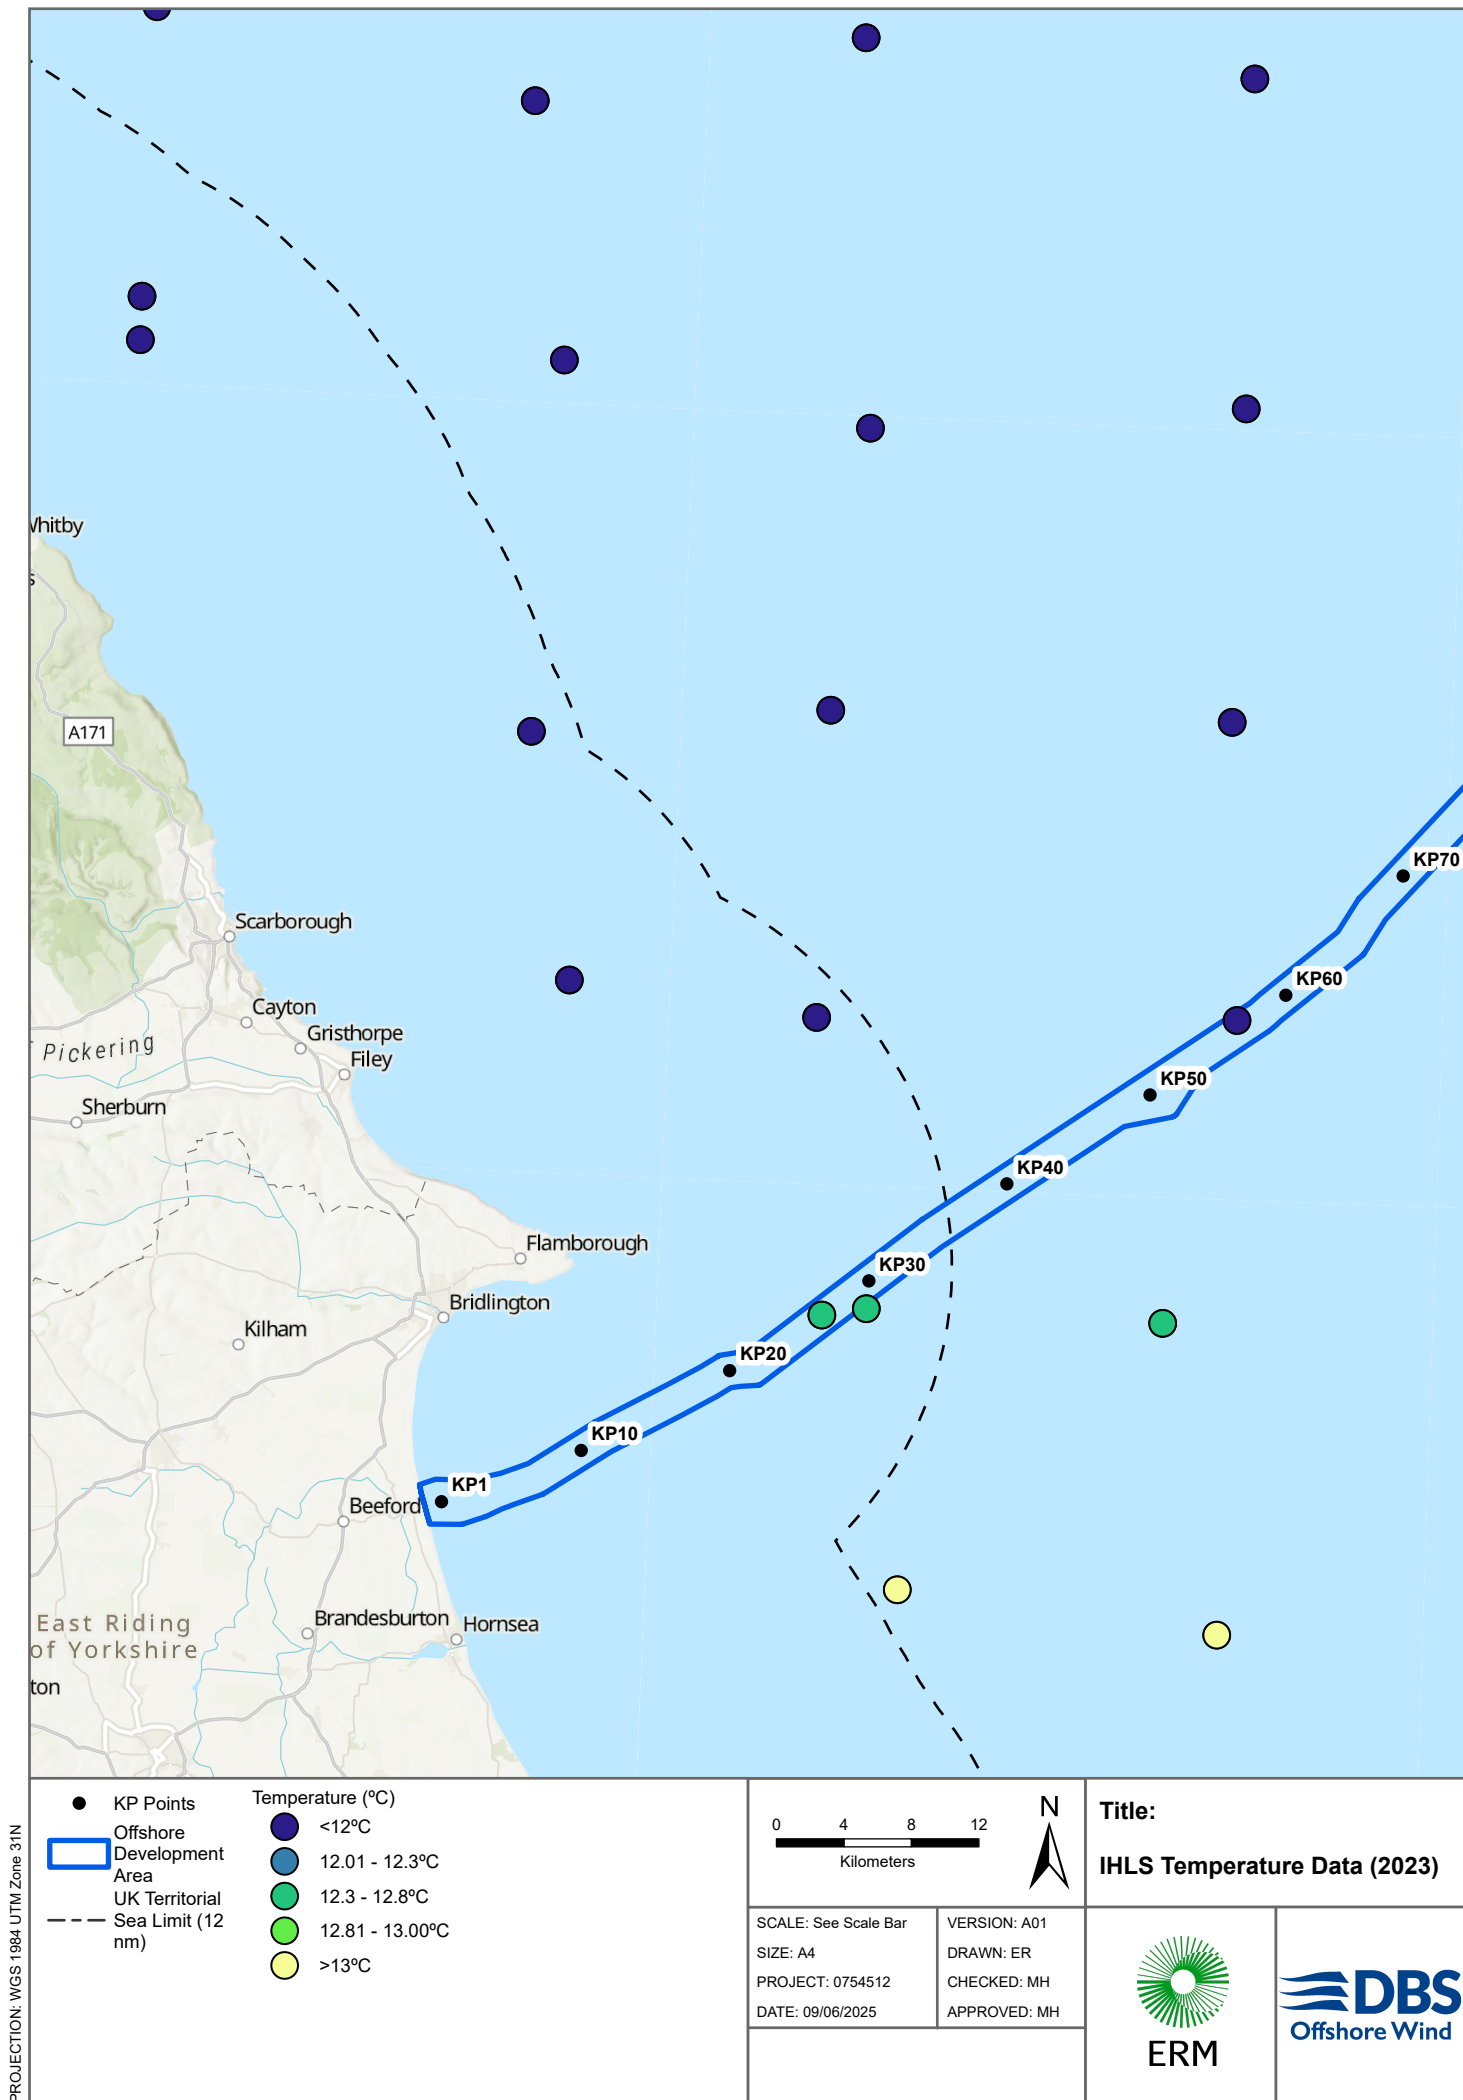 Whitby
s
A171
KP70
Scarborough
KP60
Cayton
Gristhorpe
Pickering
Filey
KP50
Sherburn
KP40
Flamborough
KP30
Bridlington
Kilham
KP20
KP10
KP1
Beeford
East Riding
of Yorkshire
Brandesburton
Hornsea
ton
PROJECTION: WGS 1984 UTM Zone 31N
KP Points
Offshore
Development
Area
UK Territorial
Sea Limit (12
nm)
Temperature (ºC)
<12ºC
12.01 - 12.3ºC
12.3 - 12.8ºC
12.81 - 13.00ºC
>13ºC
0 4 8 12
Kilometers
N
Title:
IHLS Temperature Data (2023)
SCALE: See Scale Bar
SIZE: A4
PROJECT: 0754512
DATE: 09/06/2025
VERSION: A01
DRAWN: ER
CHECKED: MH
APPROVED: MH
ERM
DBS
Offshore Wind